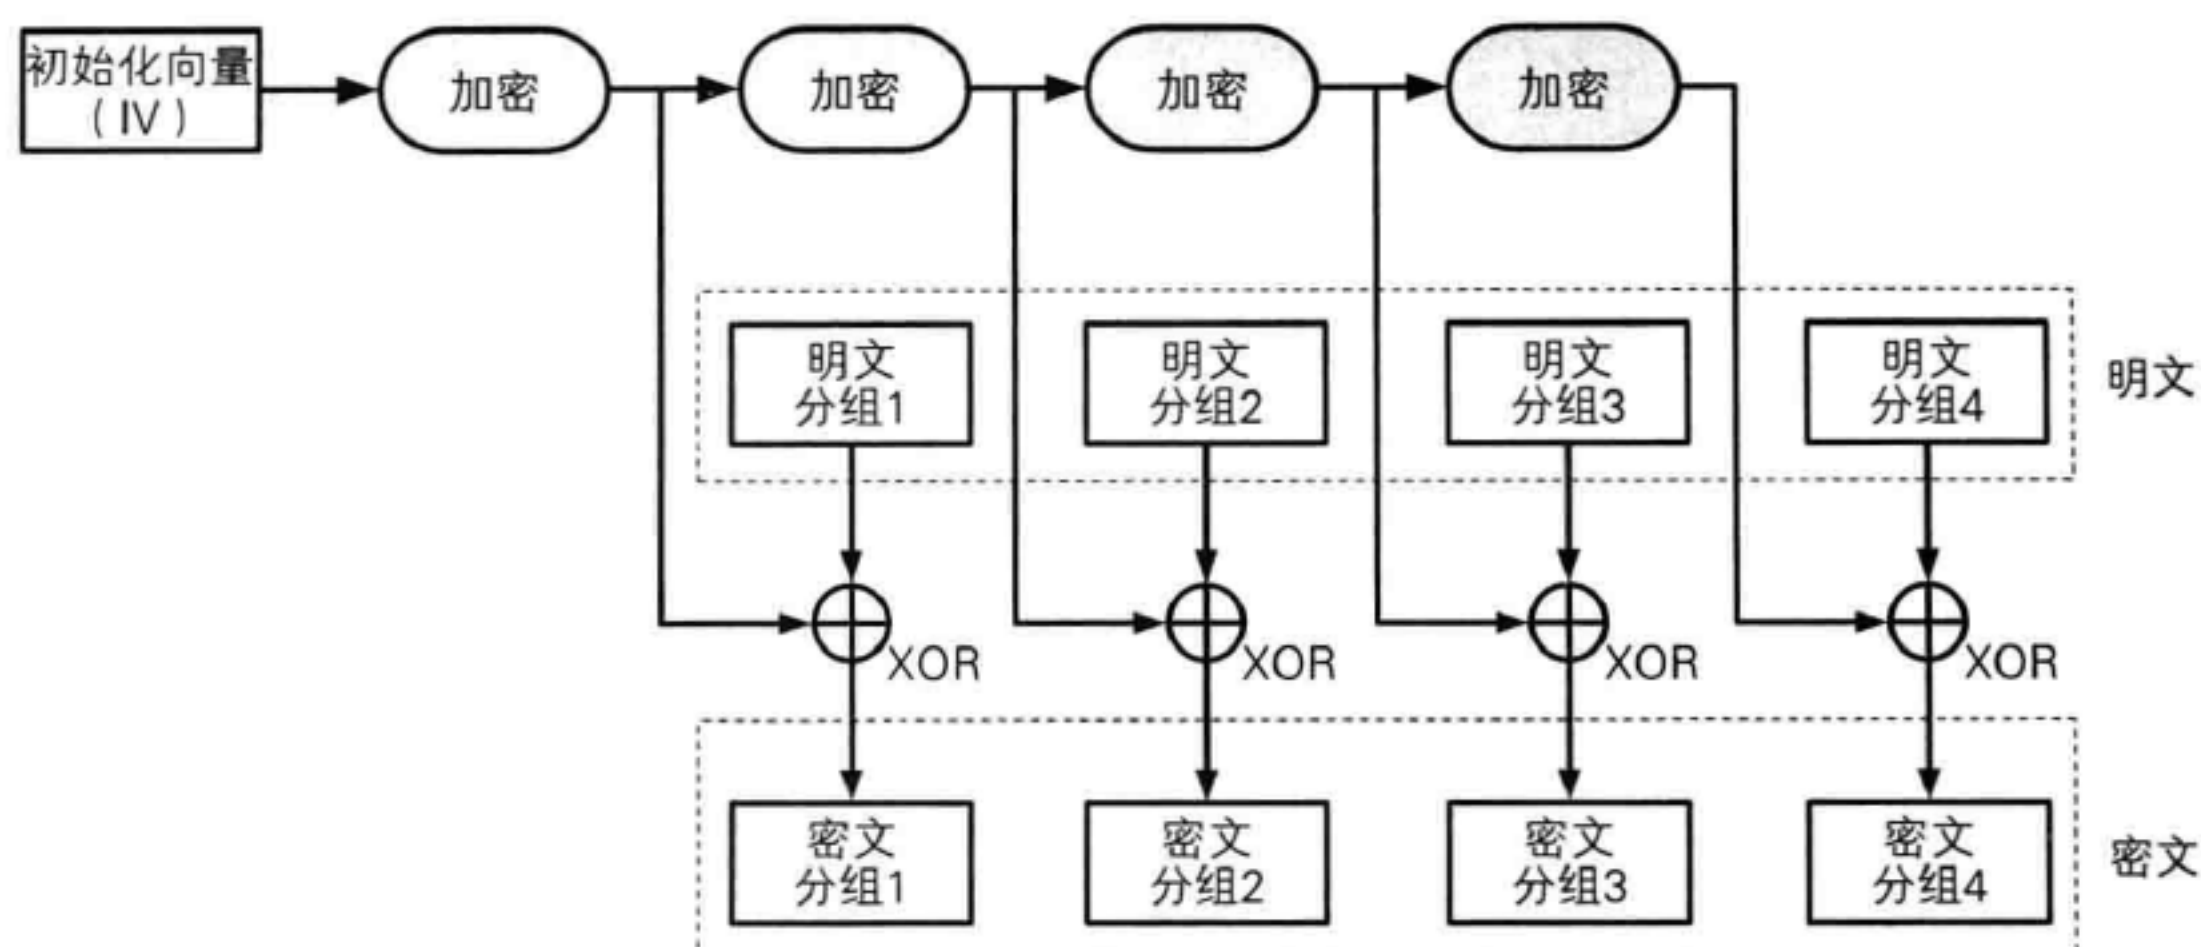 初始化向量
（IV）
加密
加密
加密
加密
明文
分组1
明文
分组2
明文
分组3
明文
分组4
明文
XOR
XOR
XOR
XOR
密文
分组1
密文
分组2
密文
分组3
密文
分组4
密文